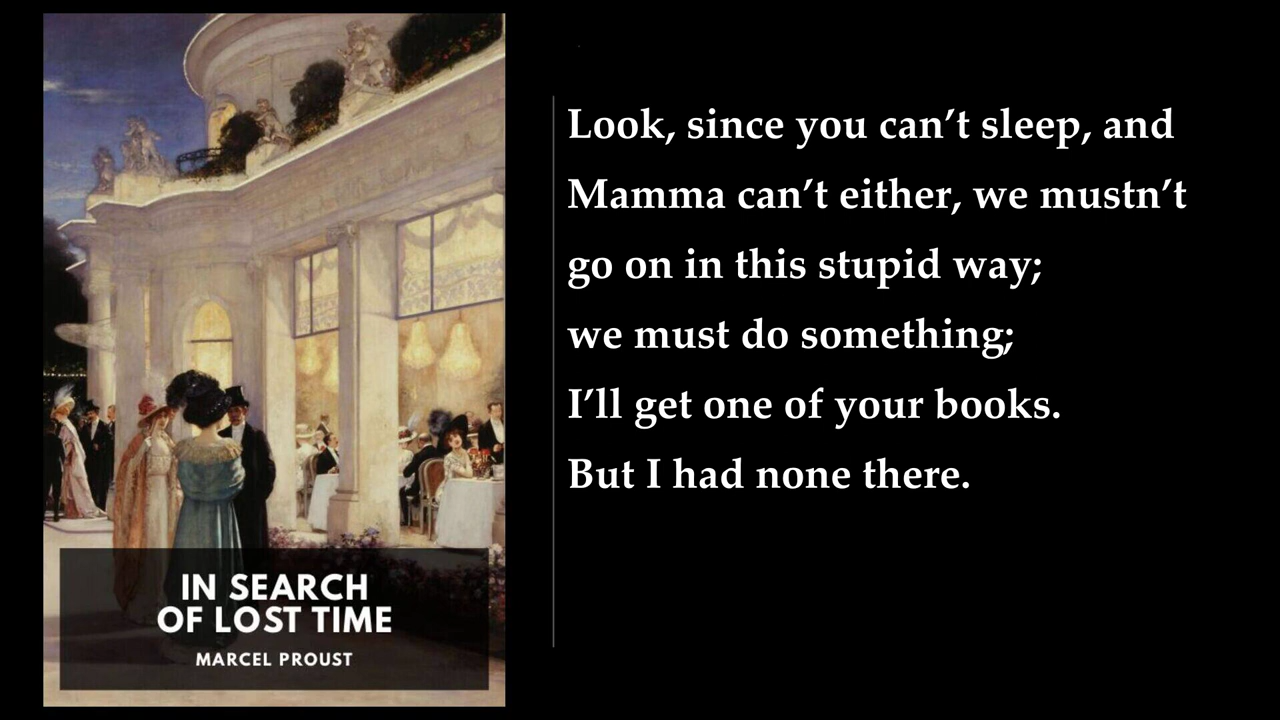 IN SEARCH
OF LOST TIME
MARCEL PROUST
Look, since you can’t sleep, and
Mamma can’t either, we mustn’t
go on in this stupid way;
we must do something;
I’ll get one of your books.
But I had none there.